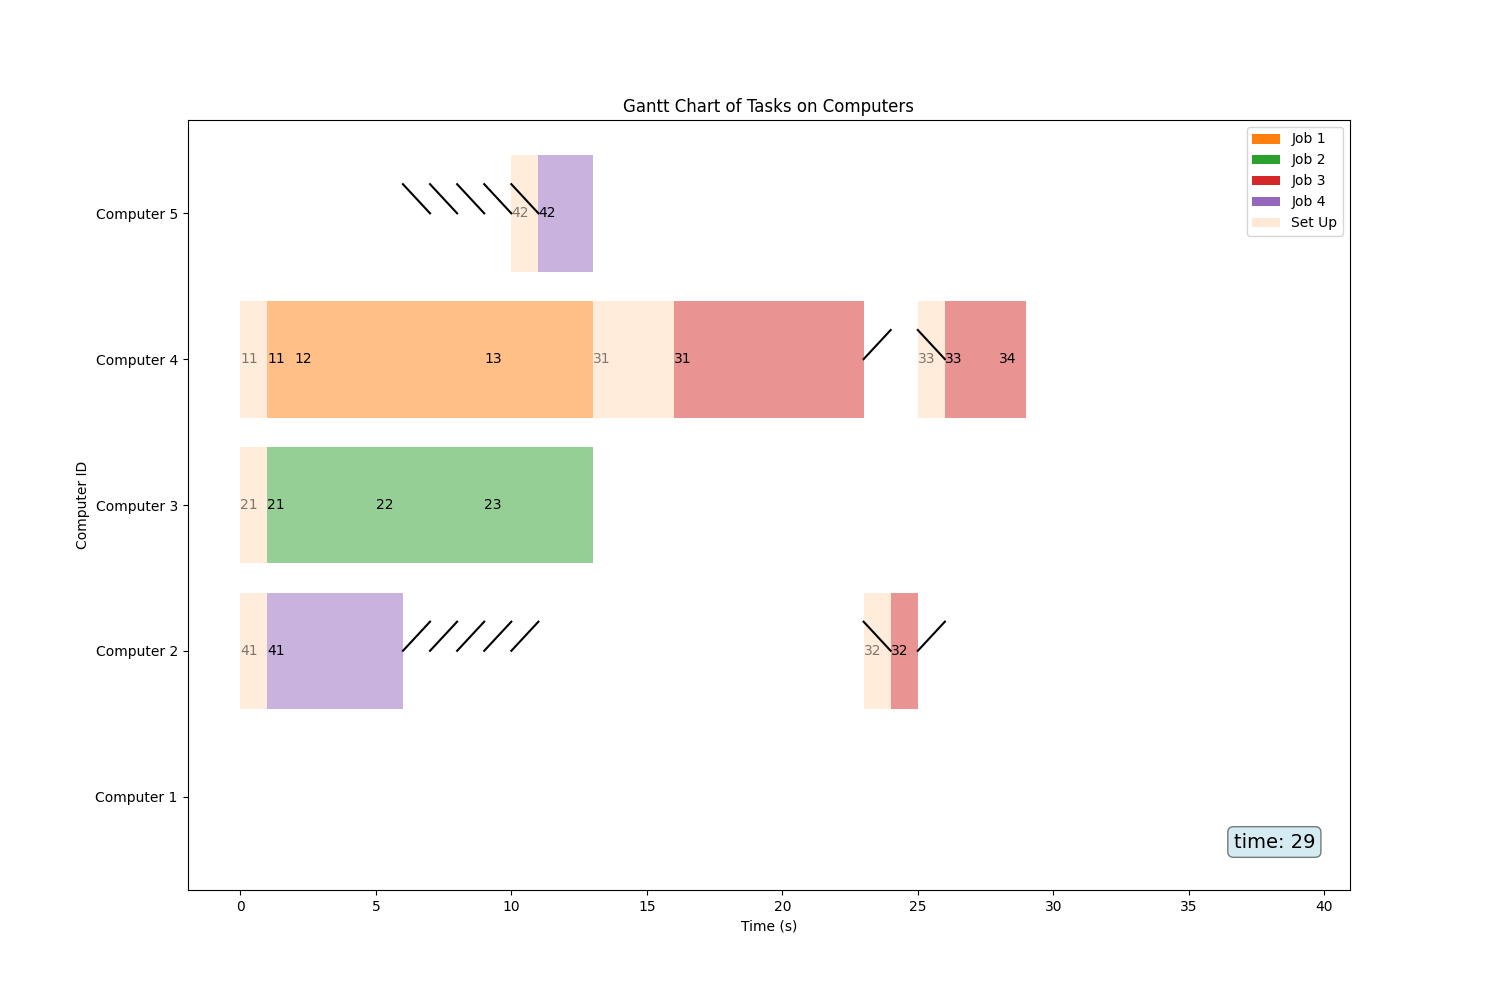 Gantt Chart of Tasks on Computers
Job 1
Job 2
Job 3
Job 4
Set Up
Computer 5
42 42
Computer 4
11 11 12 13 31 31 33 33 34
Computer 3
21 21 22 23
Computer 2
41 41 32 32
Computer 1
Computer ID
time: 29
0 5 10 15 20 25 30 35 40
Time (s)